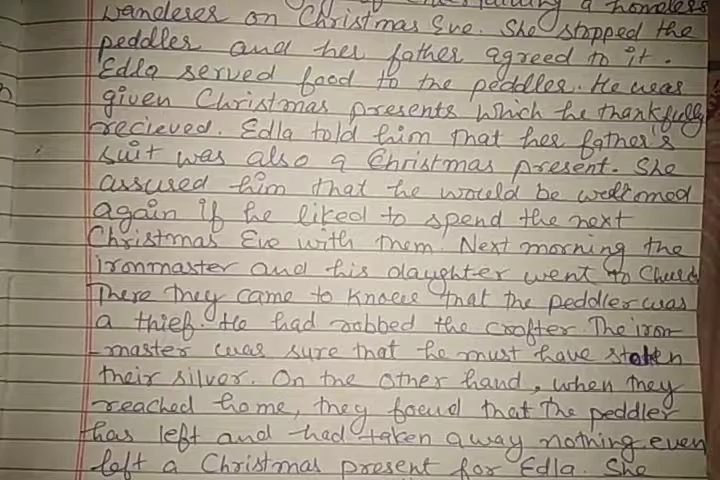 a homeless
wanderer on Christmas Eve. She stopped the
peddler and her father agreed to it.
Edla served food to the peddler. He was
given Christmas presents which he thankfully
recieved. Edla told him that her father's
suit was also a Christmas present. She
assured him that he would be welcomed
again if he liked to spend the next
Christmas Eve with them. Next morning the
ironmaster and his daughter went to Church
There they came to know that the peddler was
a thief. He had robbed the crofter. The iron-
-master was sure that he must have stolen
their silver. On the other hand, when they
reached home, they found that the peddler
has left and had taken away nothing even
left a Christmas present for Edla. She